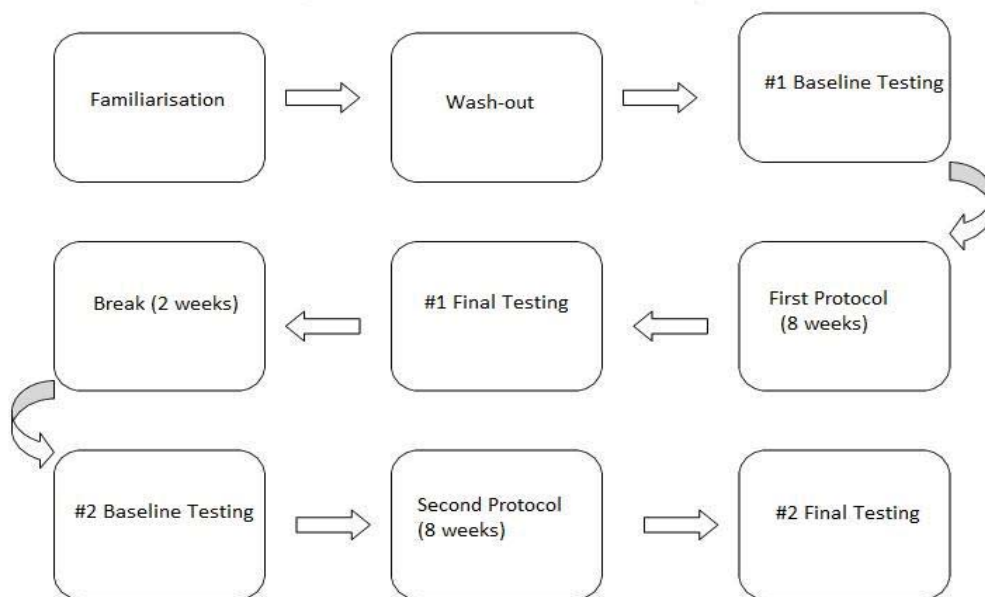 Familiarisation
Wash-out
#1 Baseline Testing
First Protocol
(8 weeks)
#1 Final Testing
Break (2 weeks)
#2 Baseline Testing
Second Protocol
(8 weeks)
#2 Final Testing